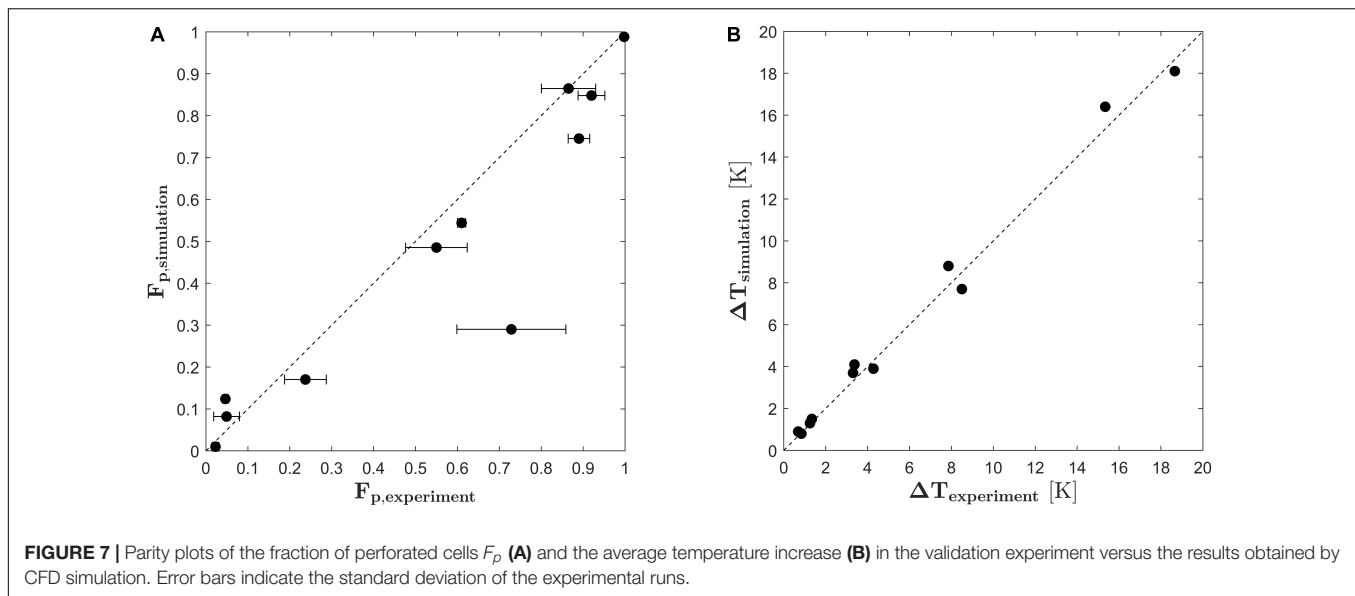 A
1
0.9
0.8
0.7
0.6
0.5
0.4
0.3
0.2
0.1
0
F_p,simulation
0 0.1 0.2 0.3 0.4 0.5 0.6 0.7 0.8 0.9 1
F_p,experiment
B
20
18
16
14
12
10
8
6
4
2
0
ΔT_simulation [K]
0 2 4 6 8 10 12 14 16 18 20
ΔT_experiment [K]
FIGURE 7 | Parity plots of the fraction of perforated cells F_p (A) and the average temperature increase (B) in the validation experiment versus the results obtained by
CFD simulation. Error bars indicate the standard deviation of the experimental runs.